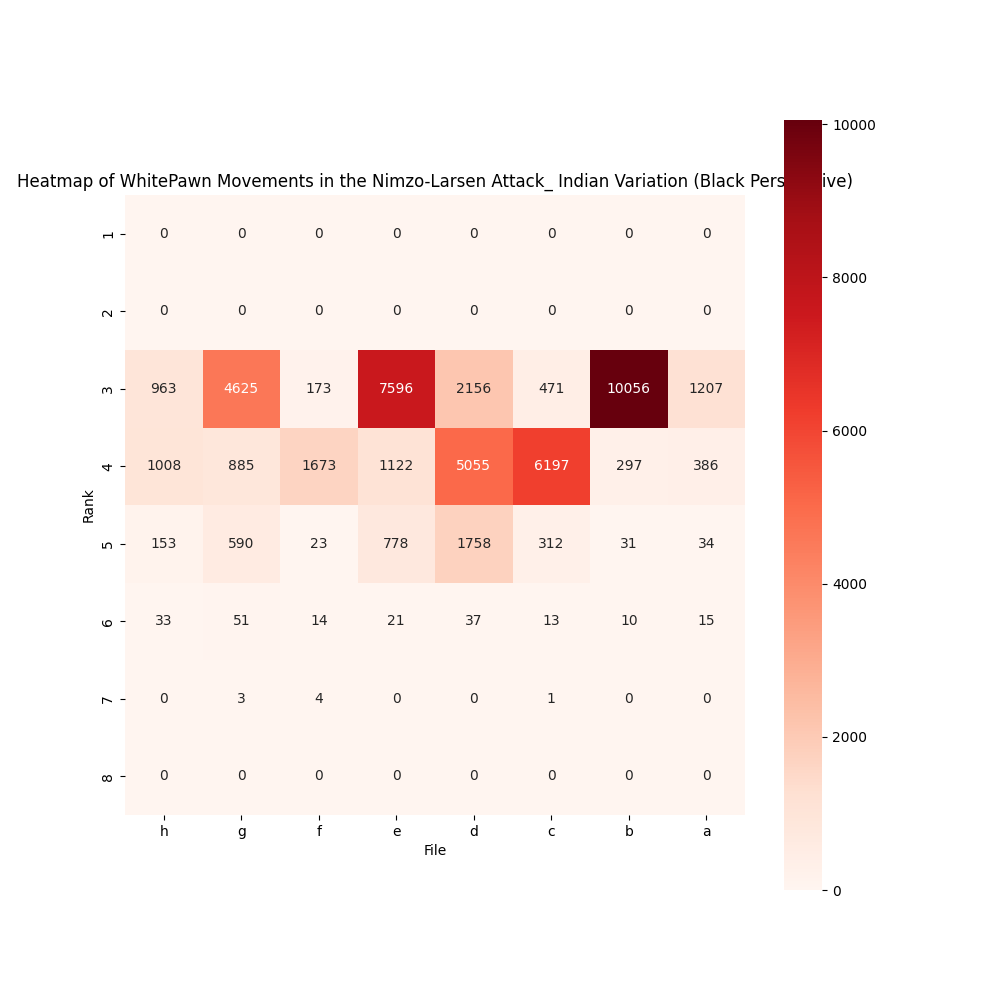 10000
Heatmap of WhitePawn Movements in the Nimzo-Larsen Attack_ Indian Variation (Black Pers ive)
1 0 0 0 0 0 0 0 0
8000
2 0 0 0 0 0 0 0 0
3 963 4625 173 7596 2156 471 10056 1207
6000
4 1008 885 1673 1122 5055 6197 297 386
Rank
5 153 590 23 778 1758 312 31 34
4000
6 33 51 14 21 37 13 10 15
7 0 3 4 0 0 1 0 0
2000
8 0 0 0 0 0 0 0 0
h g f e d c b a
File
0